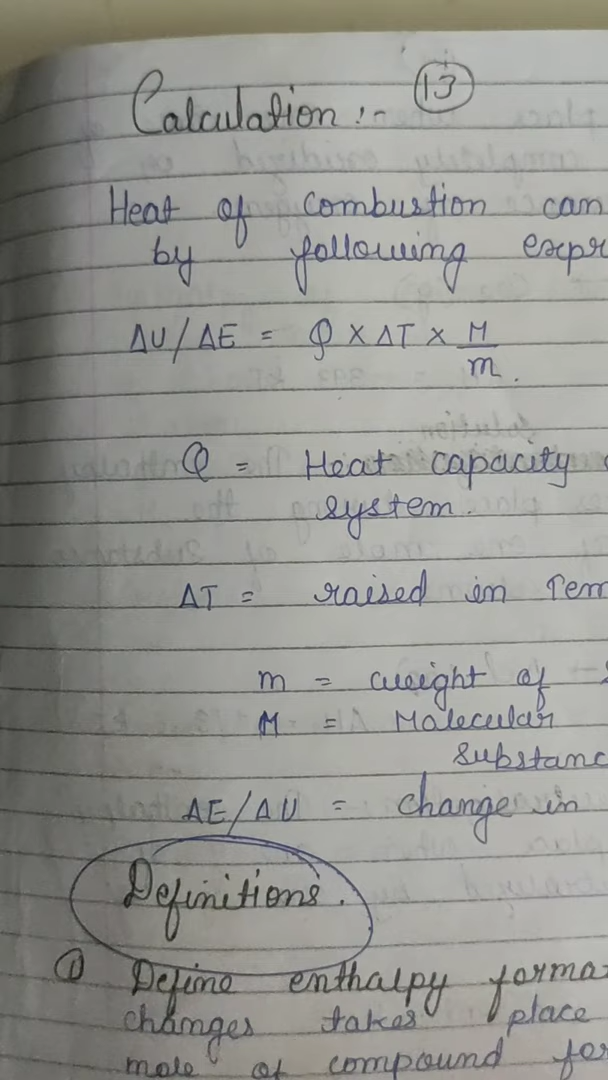 13
Calculation :-
Heat of combustion can
by following expr
ΔU/ΔE = Q × ΔT × M/m.
Q = Heat capacity
system.
ΔT = raised in Tem
m = weight of
M = Molecular
substanc
ΔE/ΔU = change in
Definitions.
① Define enthalpy forma
changes takes place
mole of compound for